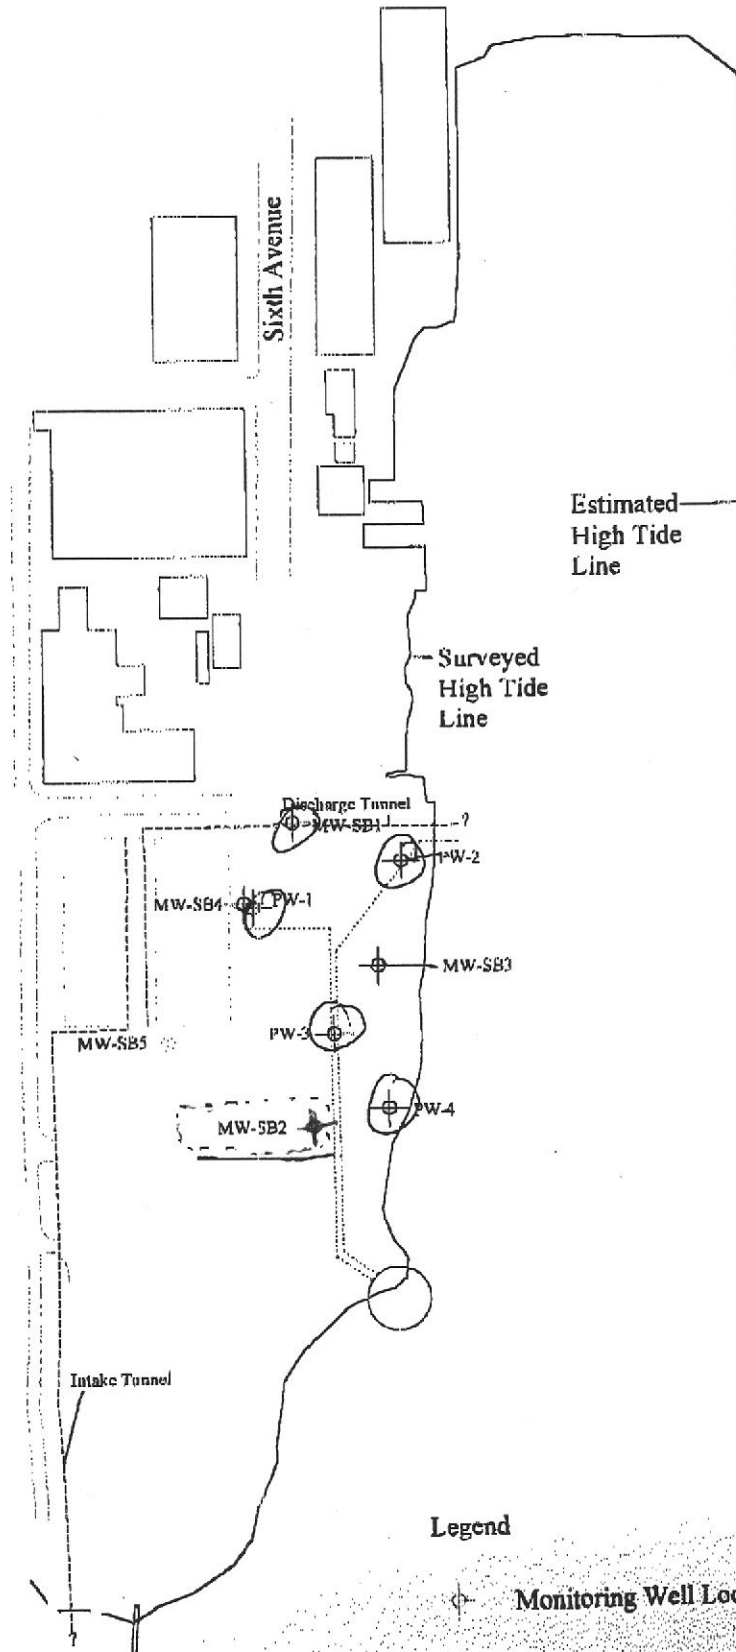 Sixth Avenue
Estimated
High Tide
Line
Surveyed
High Tide
Line
Discharge Tunnel
MW-SB1
?
PW-2
MW-SB4
?
PW-1
MW-SB3
PW-3
MW-SB5
PW-4
MW-SB2
Intake Tunnel
Legend
Monitoring Well Loc
?